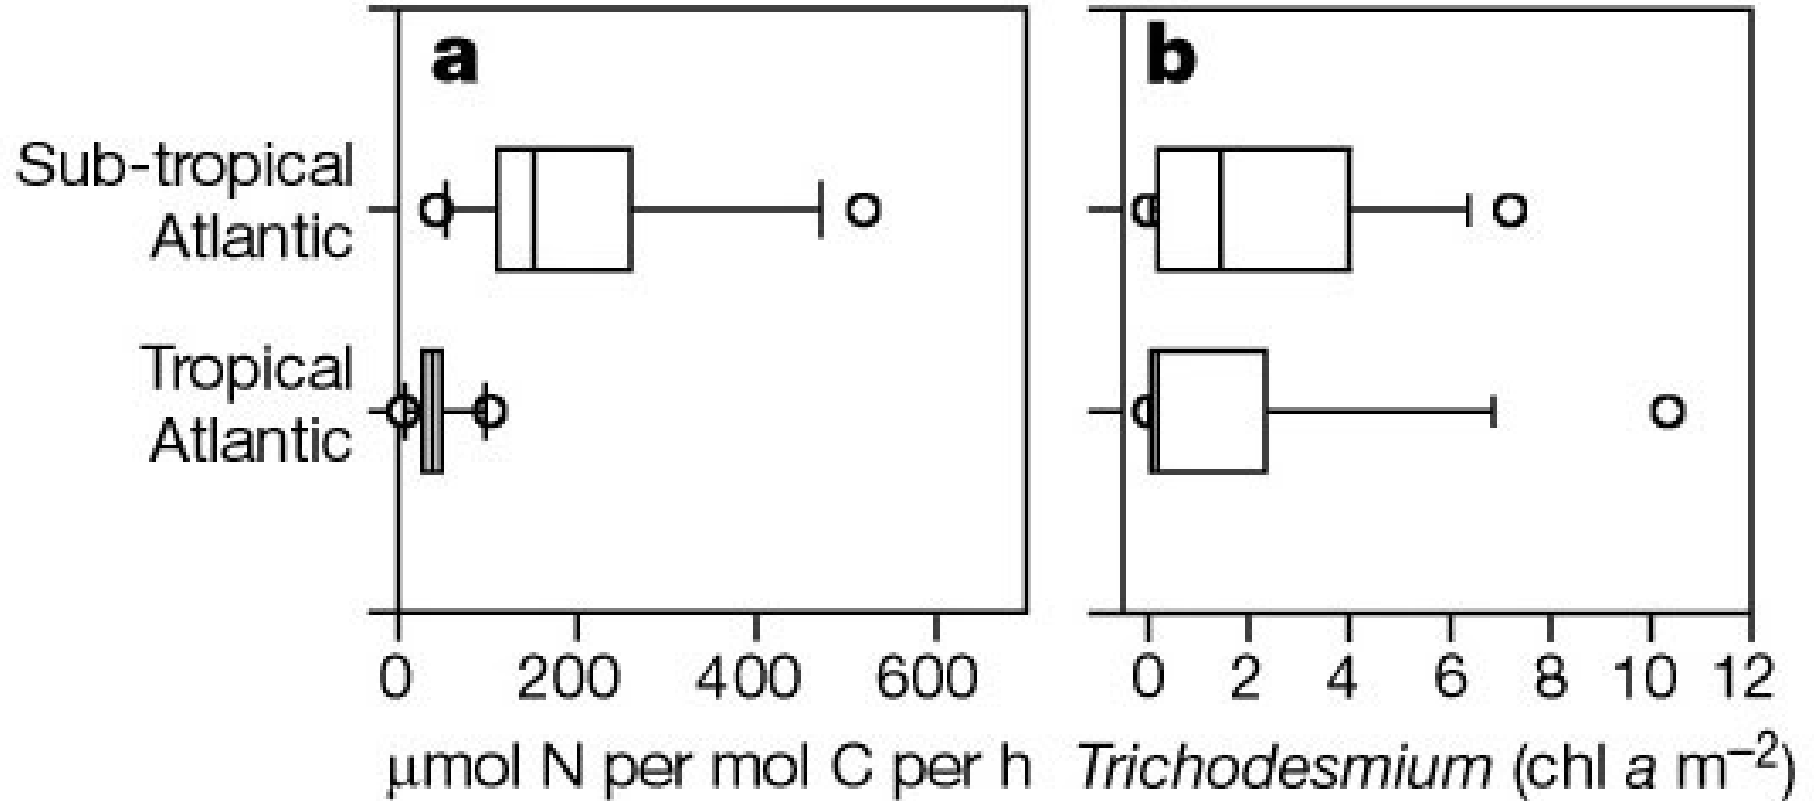 a
b
Sub-tropical
Atlantic
Tropical
Atlantic
0 200 400 600
0 2 4 6 8 10 12
μmol N per mol C per h
Trichodesmium (chl a m⁻²)